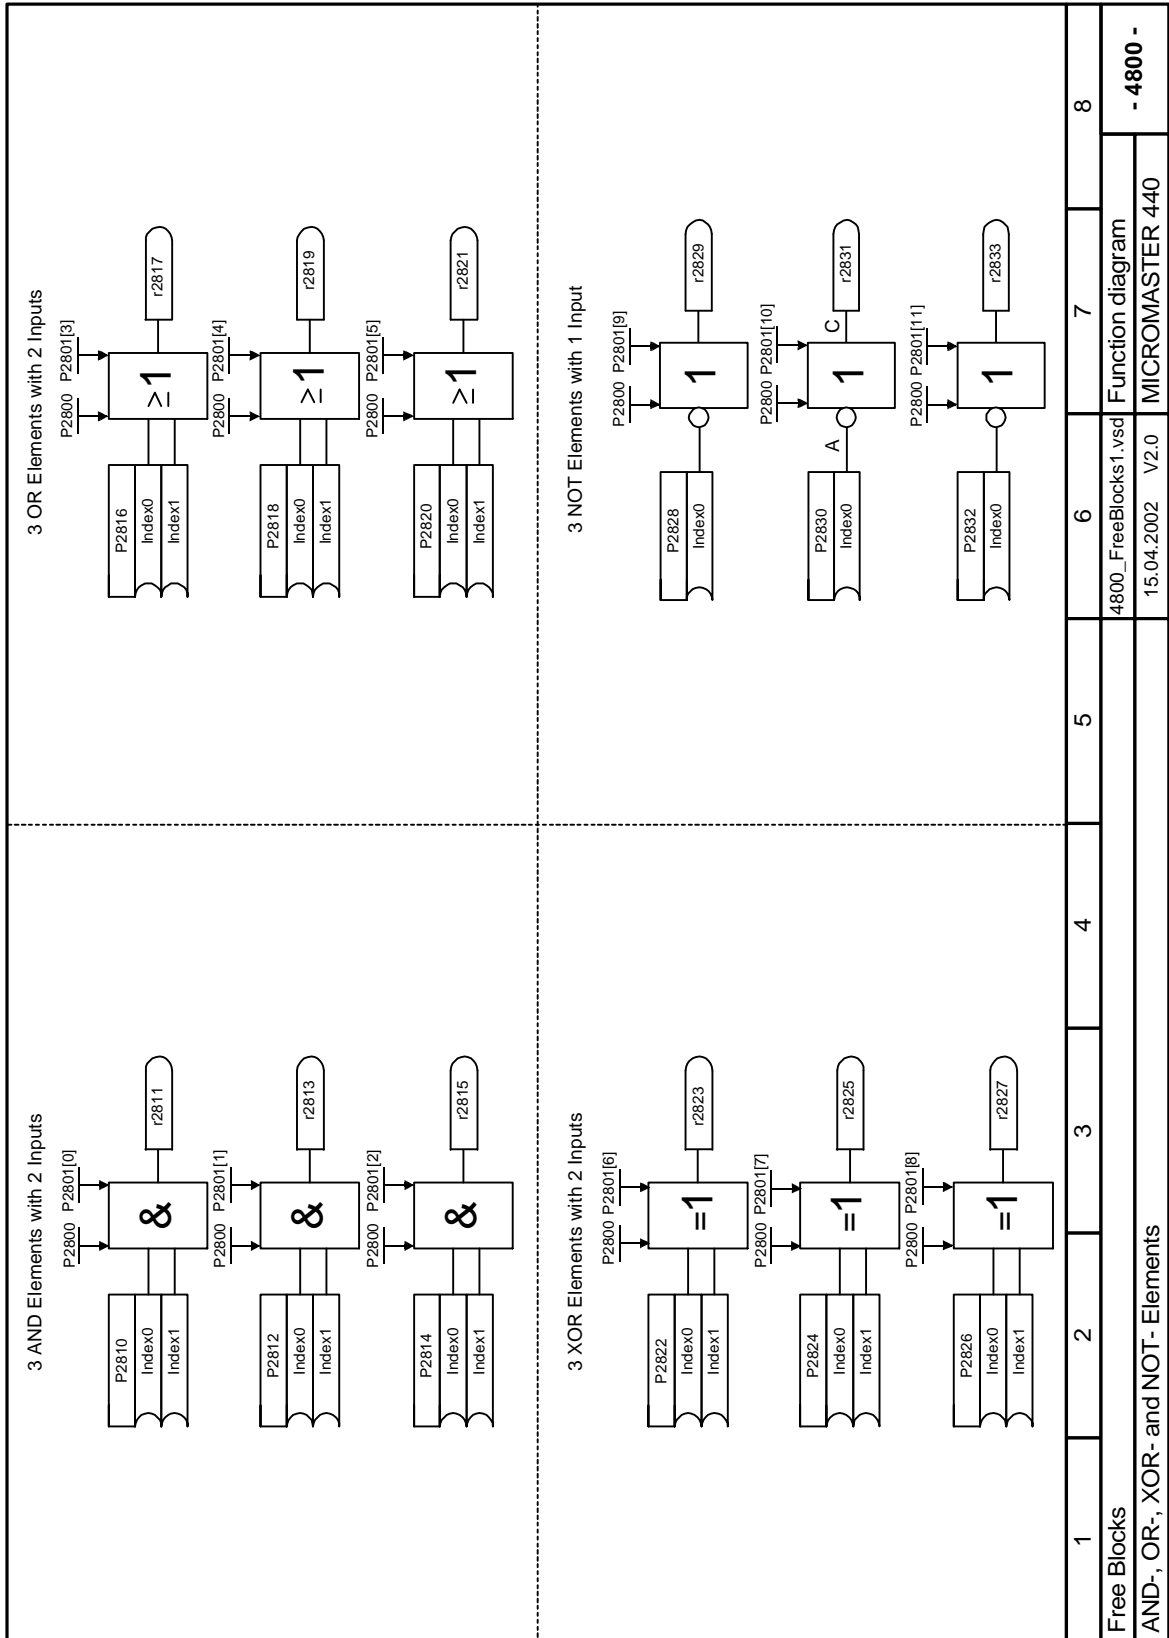 3 AND Elements with 2 Inputs
P2800 P2801[0]
P2810
Index0
Index1
&
r2811
P2800 P2801[1]
P2812
Index0
Index1
&
r2813
P2800 P2801[2]
P2814
Index0
Index1
&
r2815
3 OR Elements with 2 Inputs
P2800 P2801[3]
P2816
Index0
Index1
≥1
r2817
P2800 P2801[4]
P2818
Index0
Index1
≥1
r2819
P2800 P2801[5]
P2820
Index0
Index1
≥1
r2821
3 XOR Elements with 2 Inputs
P2800 P2801[6]
P2822
Index0
Index1
=1
r2823
P2800 P2801[7]
P2824
Index0
Index1
=1
r2825
P2800 P2801[8]
P2826
Index0
Index1
=1
r2827
3 NOT Elements with 1 Input
P2800 P2801[9]
P2828
Index0
1
r2829
P2800 P2801[10]
P2830
Index0
A
1
C
r2831
P2800 P2801[11]
P2832
Index0
1
r2833
1 2 3 4 5 6 7 8
Free Blocks
4800_FreeBlocks1.vsd
Function diagram
- 4800 -
AND-, OR-, XOR- and NOT- Elements
15.04.2002 V2.0
MICROMASTER 440